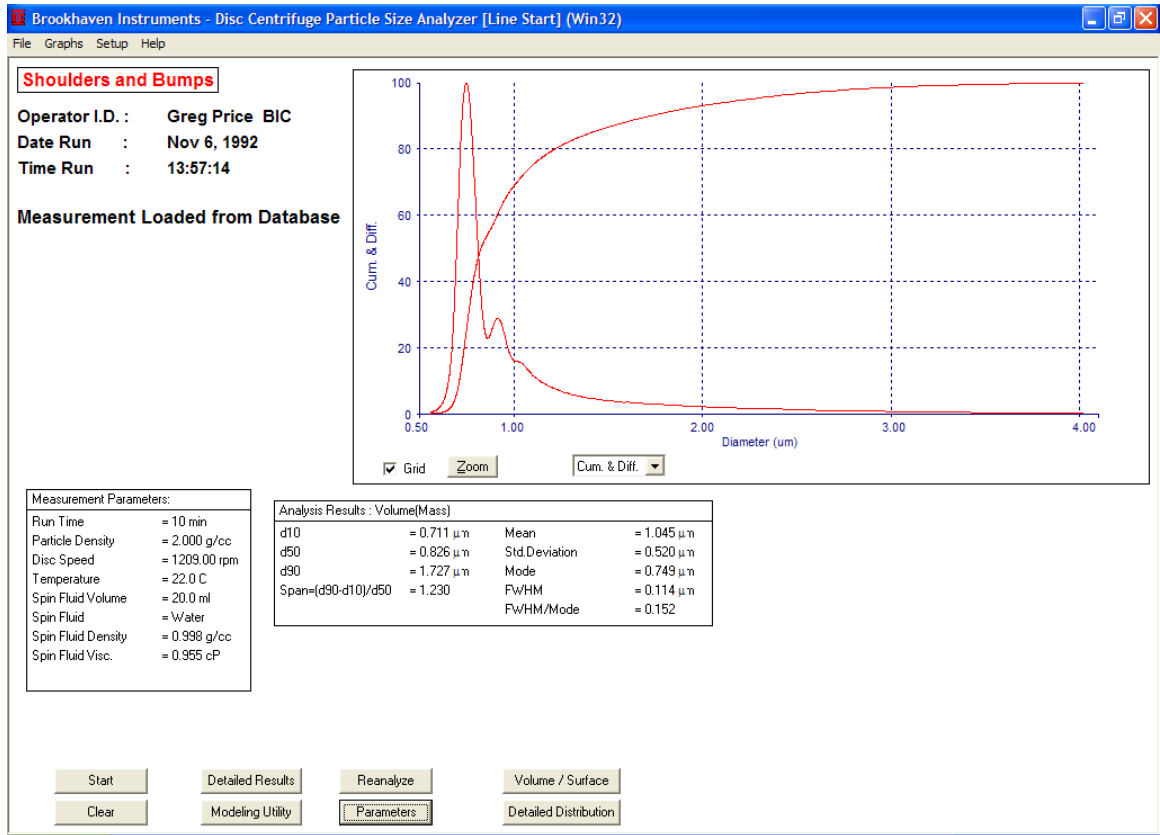 Brookhaven Instruments - Disc Centrifuge Particle Size Analyzer [Line Start] (Win32)
File Graphs Setup Help
Shoulders and Bumps
Operator I.D. : Greg Price BIC
Date Run : Nov 6, 1992
Time Run : 13:57:14
Measurement Loaded from Database
100
80
60
40
20
0
Cum. & Diff.
0.50 1.00 2.00 3.00 4.00
Diameter (um)
Grid Zoom Cum. & Diff.
Measurement Parameters:
Run Time = 10 min
Particle Density = 2.000 g/cc
Disc Speed = 1209.00 rpm
Temperature = 22.0 C
Spin Fluid Volume = 20.0 ml
Spin Fluid = Water
Spin Fluid Density = 0.998 g/cc
Spin Fluid Visc. = 0.955 cP
Analysis Results : Volume(Mass)
d10 = 0.711 μm Mean = 1.045 μm
d50 = 0.826 μm Std.Deviation = 0.520 μm
d90 = 1.727 μm Mode = 0.749 μm
Span=(d90-d10)/d50 = 1.230 FWHM = 0.114 μm
FWHM/Mode = 0.152
Start Detailed Results Reanalyze Volume / Surface
Clear Modeling Utility Parameters Detailed Distribution